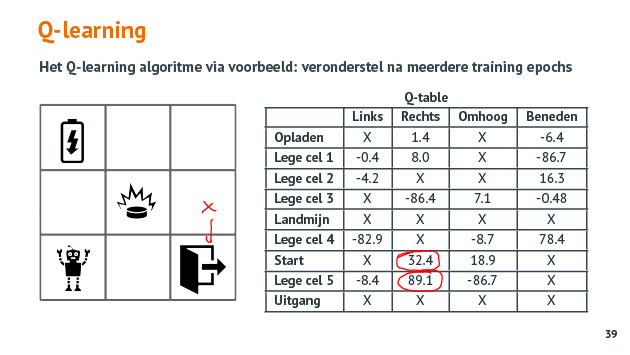 Q-learning
Het Q-learning algoritme via voorbeeld: veronderstel na meerdere training epochs
Q-table
Links Rechts Omhoog Beneden
Opladen X 1.4 X -6.4
Lege cel 1 -0.4 8.0 X -86.7
Lege cel 2 -4.2 X X 16.3
Lege cel 3 X -86.4 7.1 -0.48
Landmijn X X X X
Lege cel 4 -82.9 X -8.7 78.4
Start X 32.4 18.9 X
Lege cel 5 -8.4 89.1 -86.7 X
Uitgang X X X X
X
39